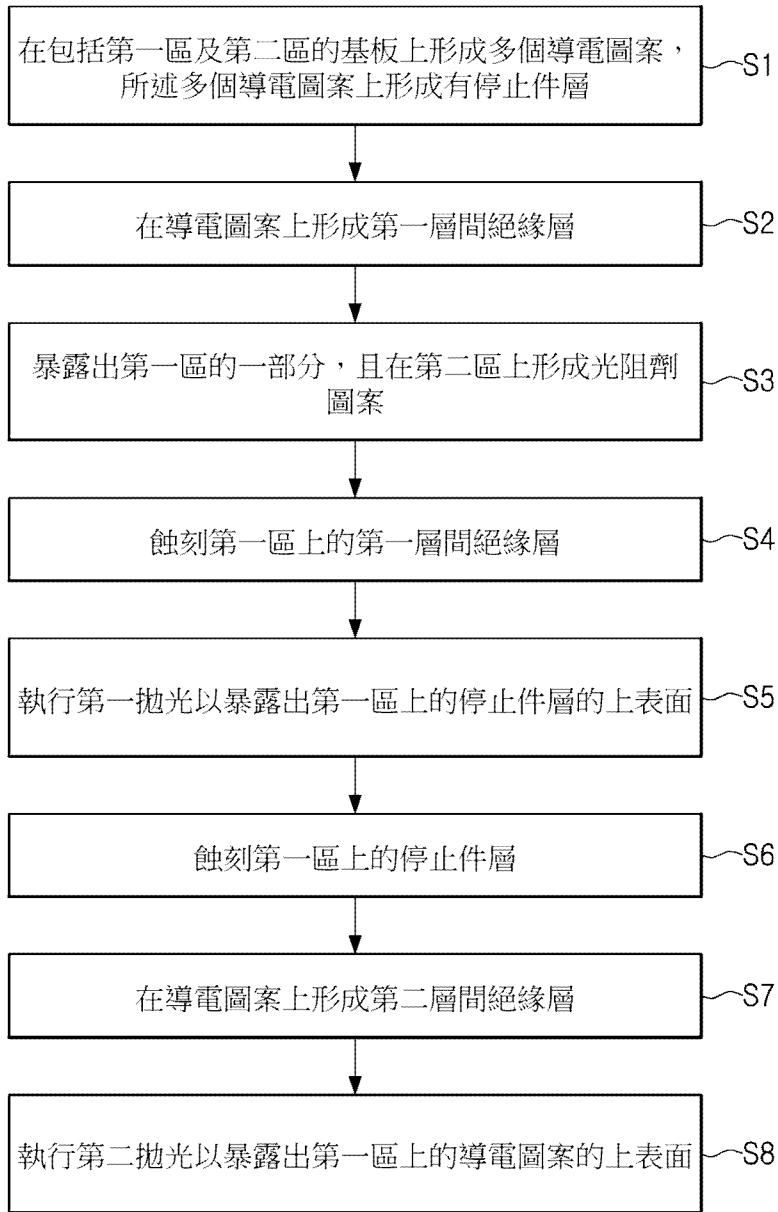 在包括第一區及第二區的基板上形成多個導電圖案，
所述多個導電圖案上形成有停止件層
S1
在導電圖案上形成第一層間絕緣層
S2
暴露出第一區的一部分，且在第二區上形成光阻劑
圖案
S3
蝕刻第一區上的第一層間絕緣層
S4
執行第一拋光以暴露出第一區上的停止件層的上表面
S5
蝕刻第一區上的停止件層
S6
在導電圖案上形成第二層間絕緣層
S7
執行第二拋光以暴露出第一區上的導電圖案的上表面
S8